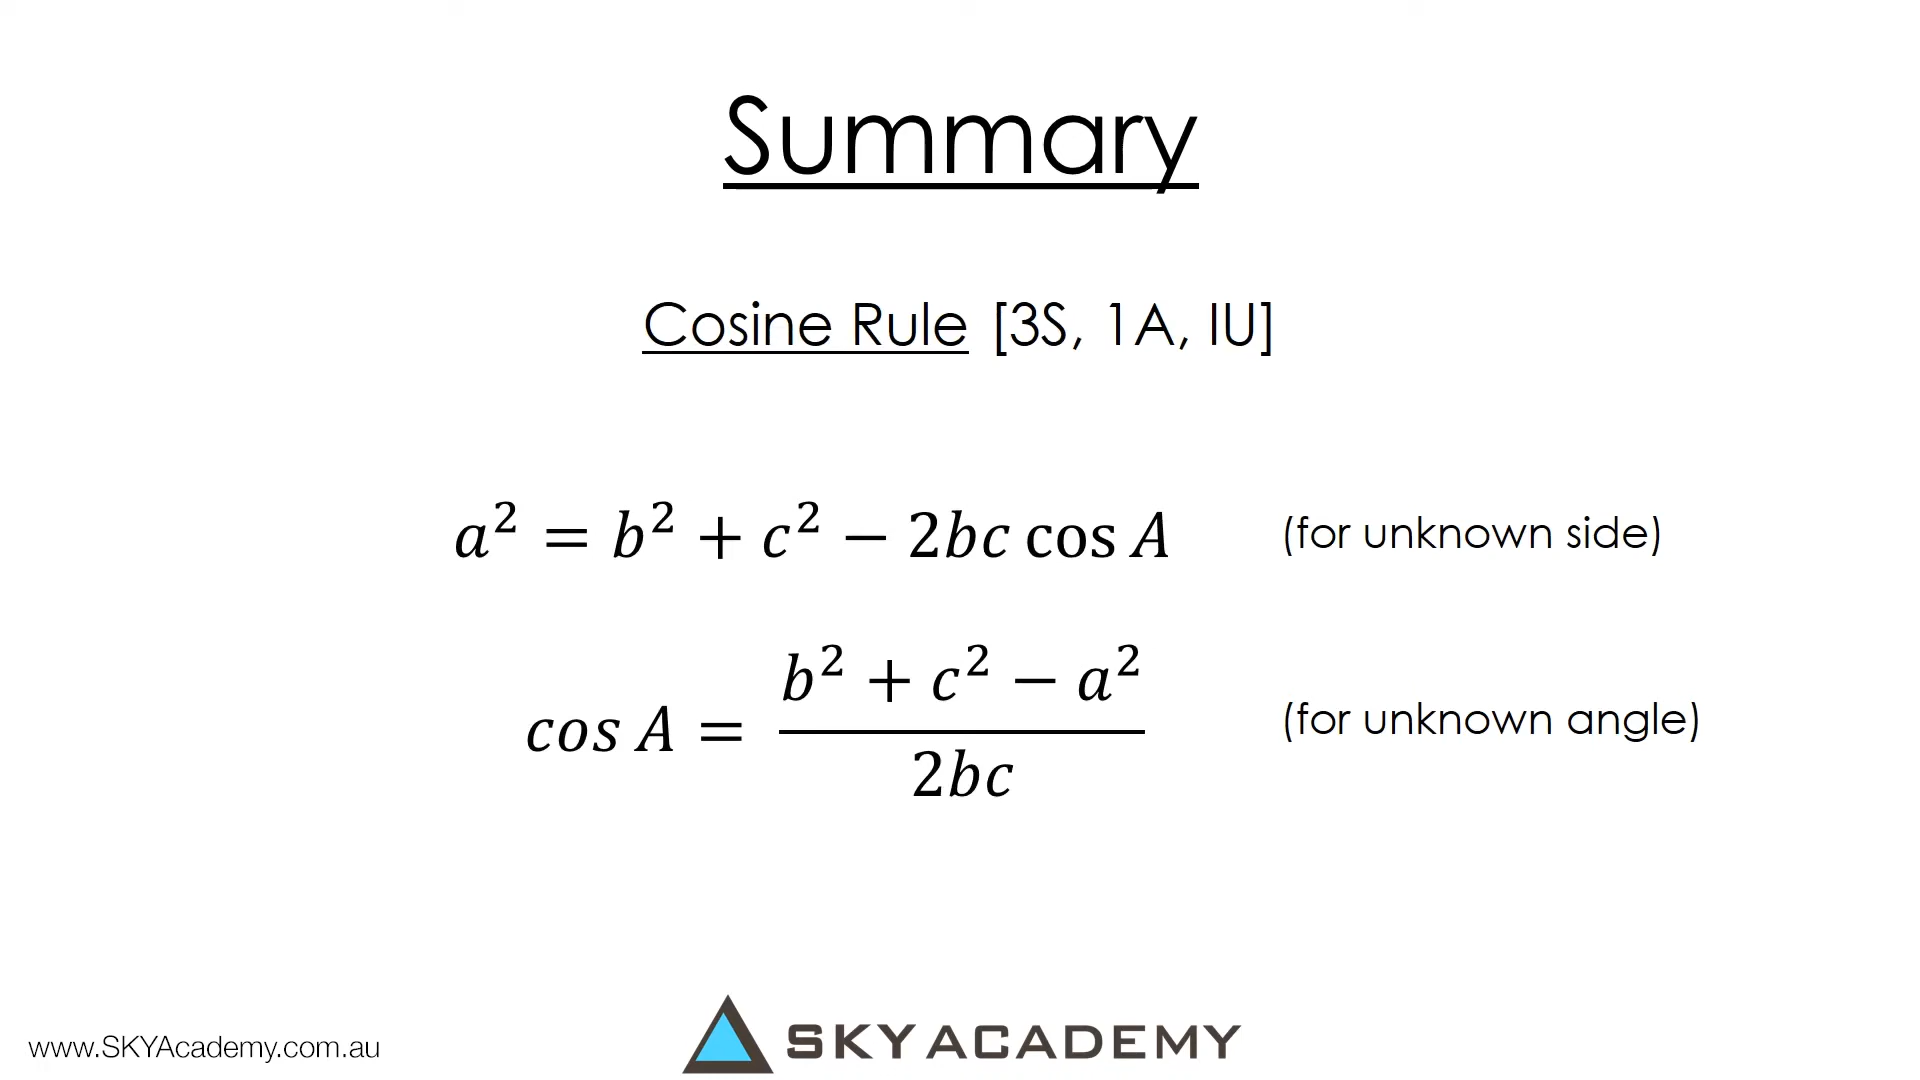 Summary
Cosine Rule [3S, 1A, IU]
a² = b² + c² − 2bc cos A (for unknown side)
cos A = (b² + c² − a²) / 2bc (for unknown angle)
www.SKYAcademy.com.au
SKY ACADEMY